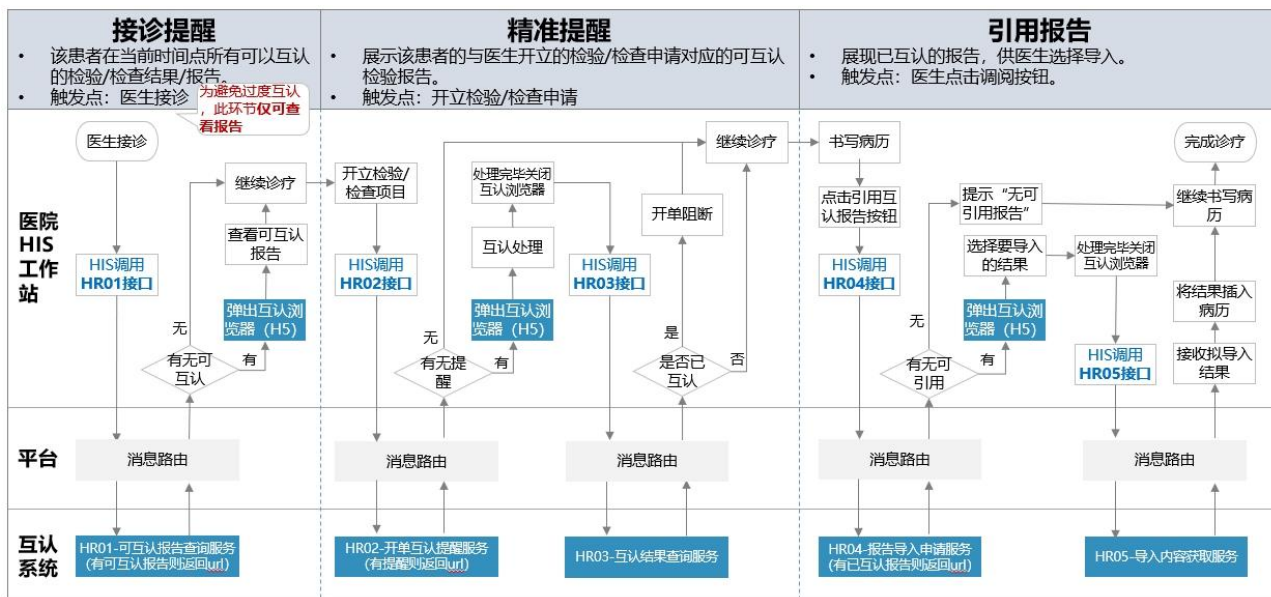 接诊提醒
• 该患者在当前时间点所有可以互认
的检验/检查结果/报告。
• 触发点：医生接诊
为避免过度互认
，此环节仅可查
看报告
精准提醒
• 展示该患者的与医生开立的检验/检查申请对应的可互认
检验报告。
• 触发点：开立检验/检查申请
引用报告
• 展现已互认的报告，供医生选择导入。
• 触发点：医生点击调阅按钮。
医院
HIS
工作
站
医生接诊
HIS调用
HR01接口
继续诊疗
查看可互认
报告
弹出互认浏
览器（H5）
无
有无可
互认
有
开立检验/
检查项目
HIS调用
HR02接口
处理完毕关闭
互认浏览器
互认处理
弹出互认浏
览器（H5）
无
有无提
醒
有
HIS调用
HR03接口
继续诊疗
开单阻断
是
是否已
互认
否
书写病历
点击引用互
认报告按钮
HIS调用
HR04接口
提示“无可
引用报告”
选择要导入
的结果
弹出互认浏
览器（H5）
无
有无可
引用
有
处理完毕关闭
互认浏览器
HIS调用
HR05接口
完成诊疗
继续书写病
历
将结果插入
病历
接收拟导入
结果
平台
消息路由
消息路由
消息路由
消息路由
消息路由
互认
系统
HR01-可互认报告查询服务
(有可互认报告则返回url)
HR02-开单互认提醒服务
(有提醒则返回url)
HR03-互认结果查询服务
HR04-报告导入申请服务
(有已互认报告则返回url)
HR05-导入内容获取服务